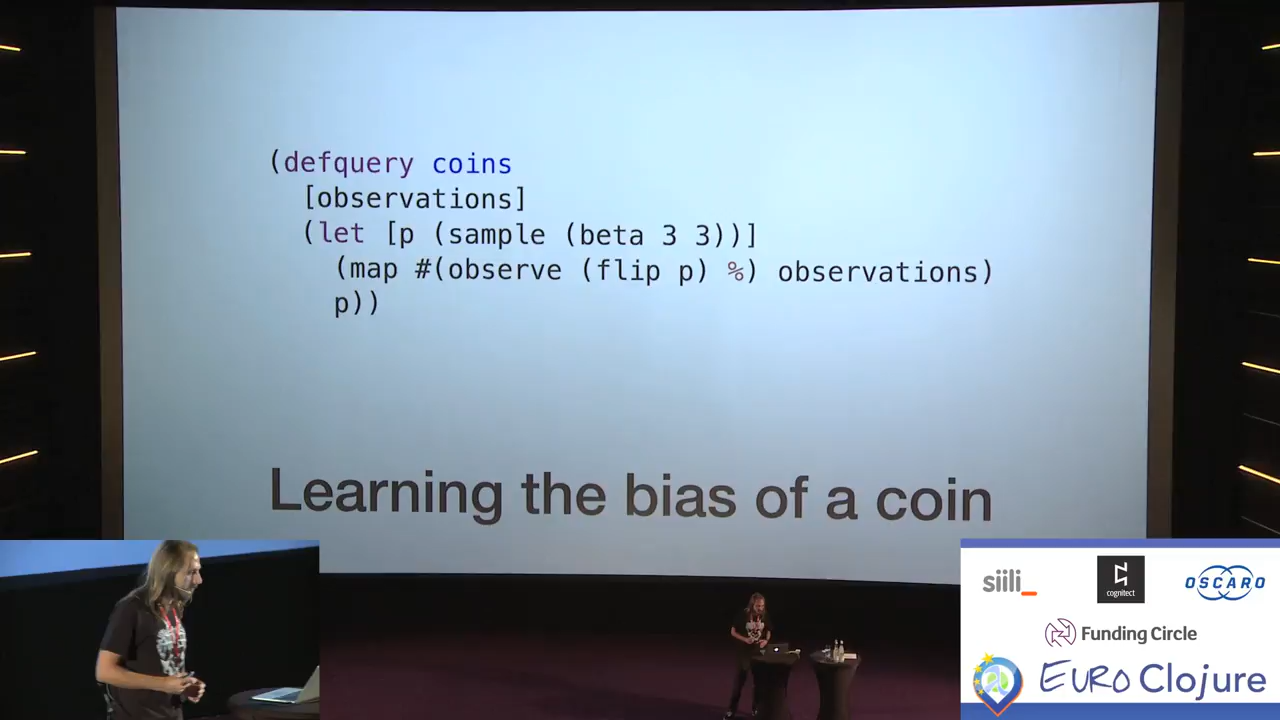 (defquery coins
[observations]
(let [p (sample (beta 3 3))]
(map #(observe (flip p) %) observations)
p))
Learning the bias of a coin
siili_
cognitect
OSCARO
Funding Circle
EURO Clojure